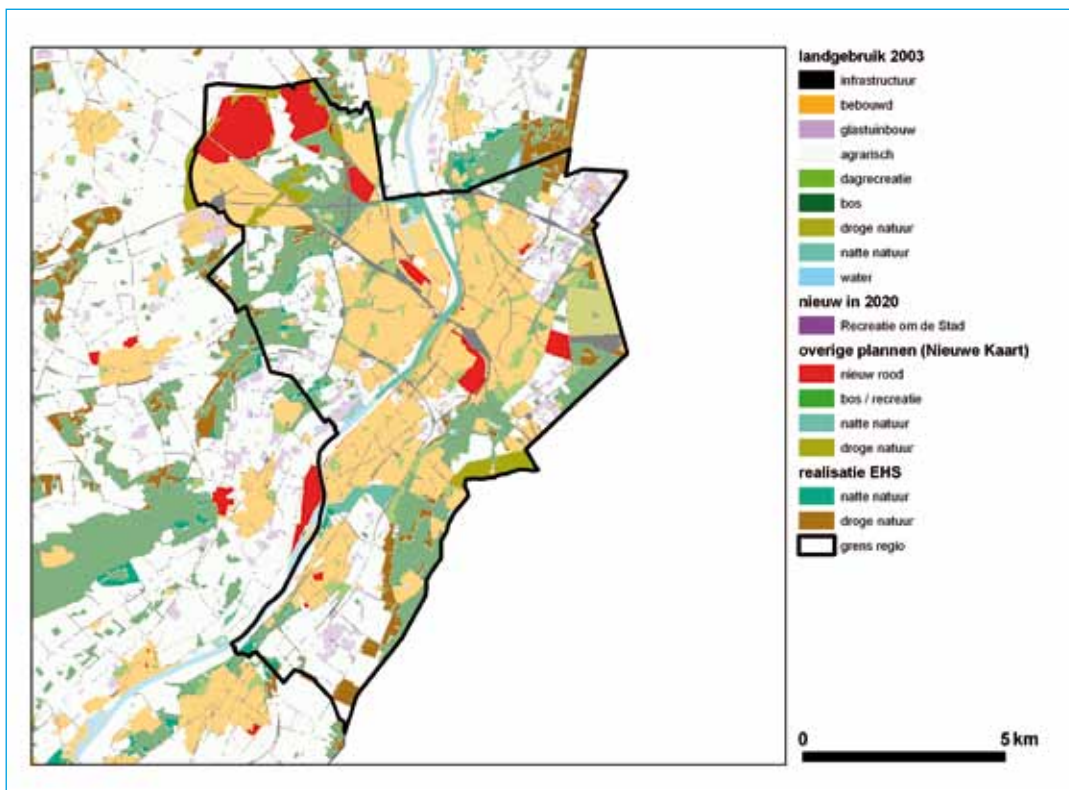 landgebruik 2003
infrastructuur
bebouwd
glastuinbouw
agrarisch
dagrecreatie
bos
droge natuur
natte natuur
water
nieuw in 2020
Recreatie om de Stad
overige plannen (Nieuwe Kaart)
nieuw rood
bos / recreatie
natte natuur
droge natuur
realisatie EHS
natte natuur
droge natuur
grens regio
0 5 km